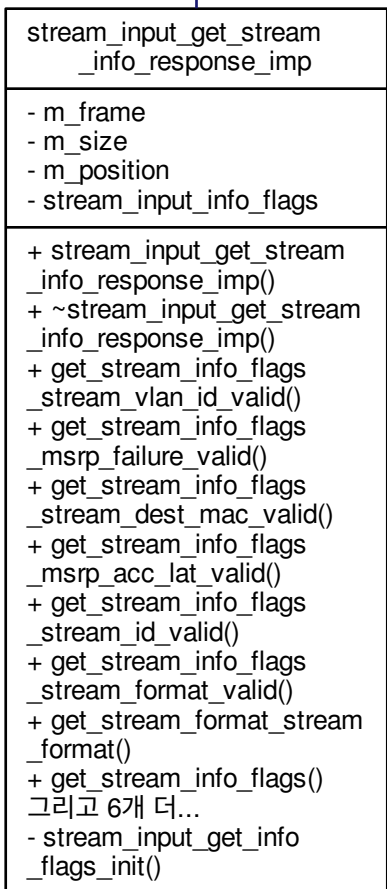 stream_input_get_stream
_info_response_imp
- m_frame
- m_size
- m_position
- stream_input_info_flags
+ stream_input_get_stream
_info_response_imp()
+ ~stream_input_get_stream
_info_response_imp()
+ get_stream_info_flags
_stream_vlan_id_valid()
+ get_stream_info_flags
_msrp_failure_valid()
+ get_stream_info_flags
_stream_dest_mac_valid()
+ get_stream_info_flags
_msrp_acc_lat_valid()
+ get_stream_info_flags
_stream_id_valid()
+ get_stream_info_flags
_stream_format_valid()
+ get_stream_format_stream
_format()
+ get_stream_info_flags()
그리고 6개 더...
- stream_input_get_info
_flags_init()